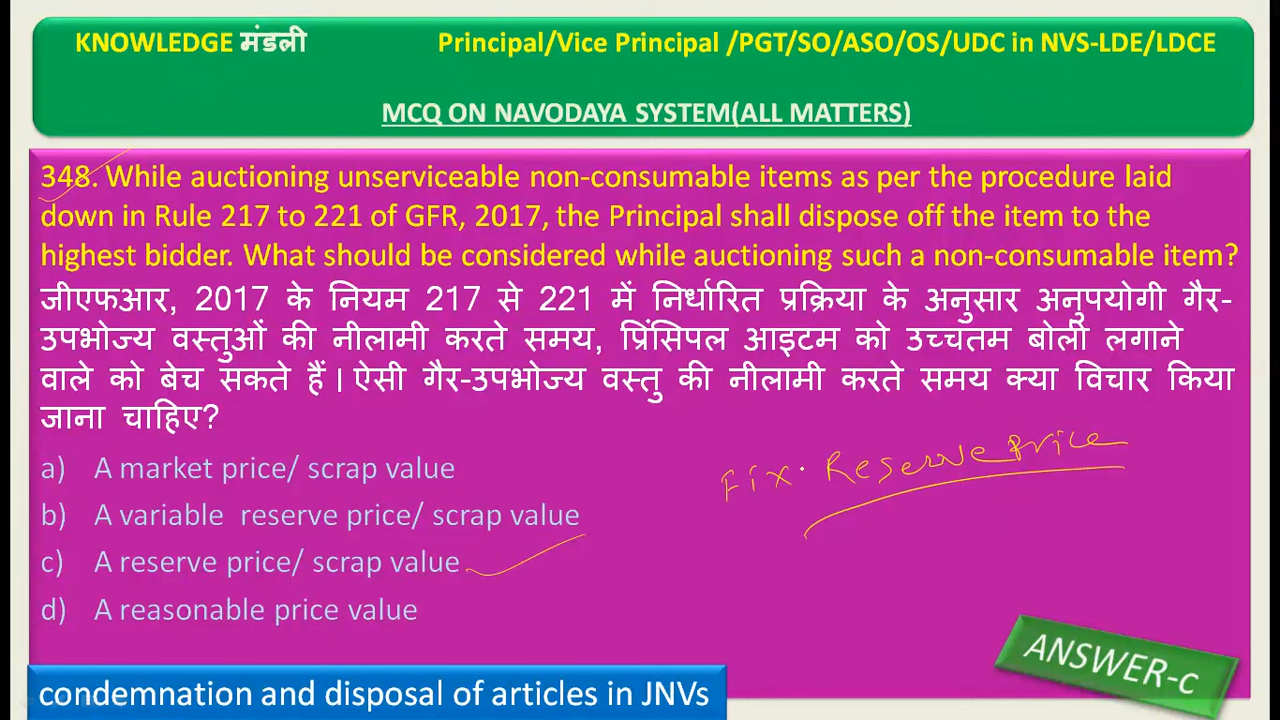 KNOWLEDGE मंडली Principal/Vice Principal /PGT/SO/ASO/OS/UDC in NVS-LDE/LDCE
MCQ ON NAVODAYA SYSTEM(ALL MATTERS)
348. While auctioning unserviceable non-consumable items as per the procedure laid
down in Rule 217 to 221 of GFR, 2017, the Principal shall dispose off the item to the
highest bidder. What should be considered while auctioning such a non-consumable item?
जीएफआर, 2017 के नियम 217 से 221 में निर्धारित प्रक्रिया के अनुसार अनुपयोगी गैर-
उपभोज्य वस्तुओं की नीलामी करते समय, प्रिंसिपल आइटम को उच्चतम बोली लगाने
वाले को बेच सकते हैं। ऐसी गैर-उपभोज्य वस्तु की नीलामी करते समय क्या विचार किया
जाना चाहिए?
a) A market price/ scrap value
b) A variable reserve price/ scrap value
c) A reserve price/ scrap value
d) A reasonable price value
Fix Reserve Price
ANSWER-c
condemnation and disposal of articles in JNVs